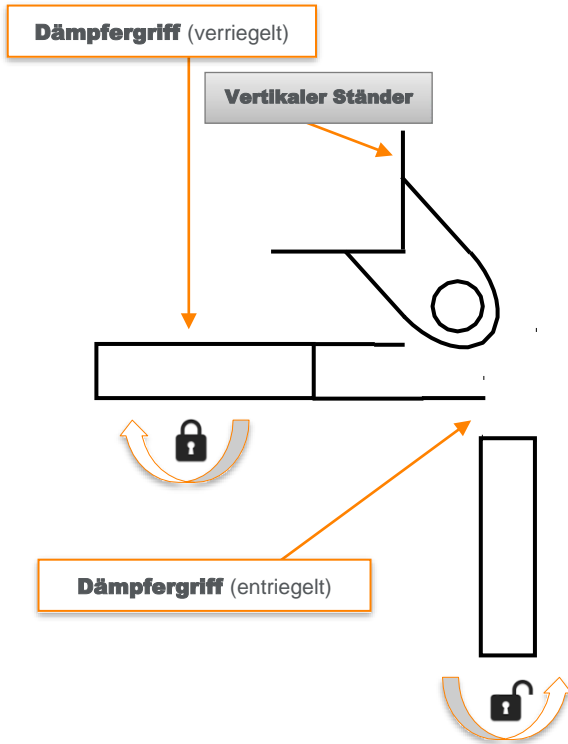 Dämpfergriff (verriegelt)
Vertikaler Ständer
Dämpfergriff (entriegelt)